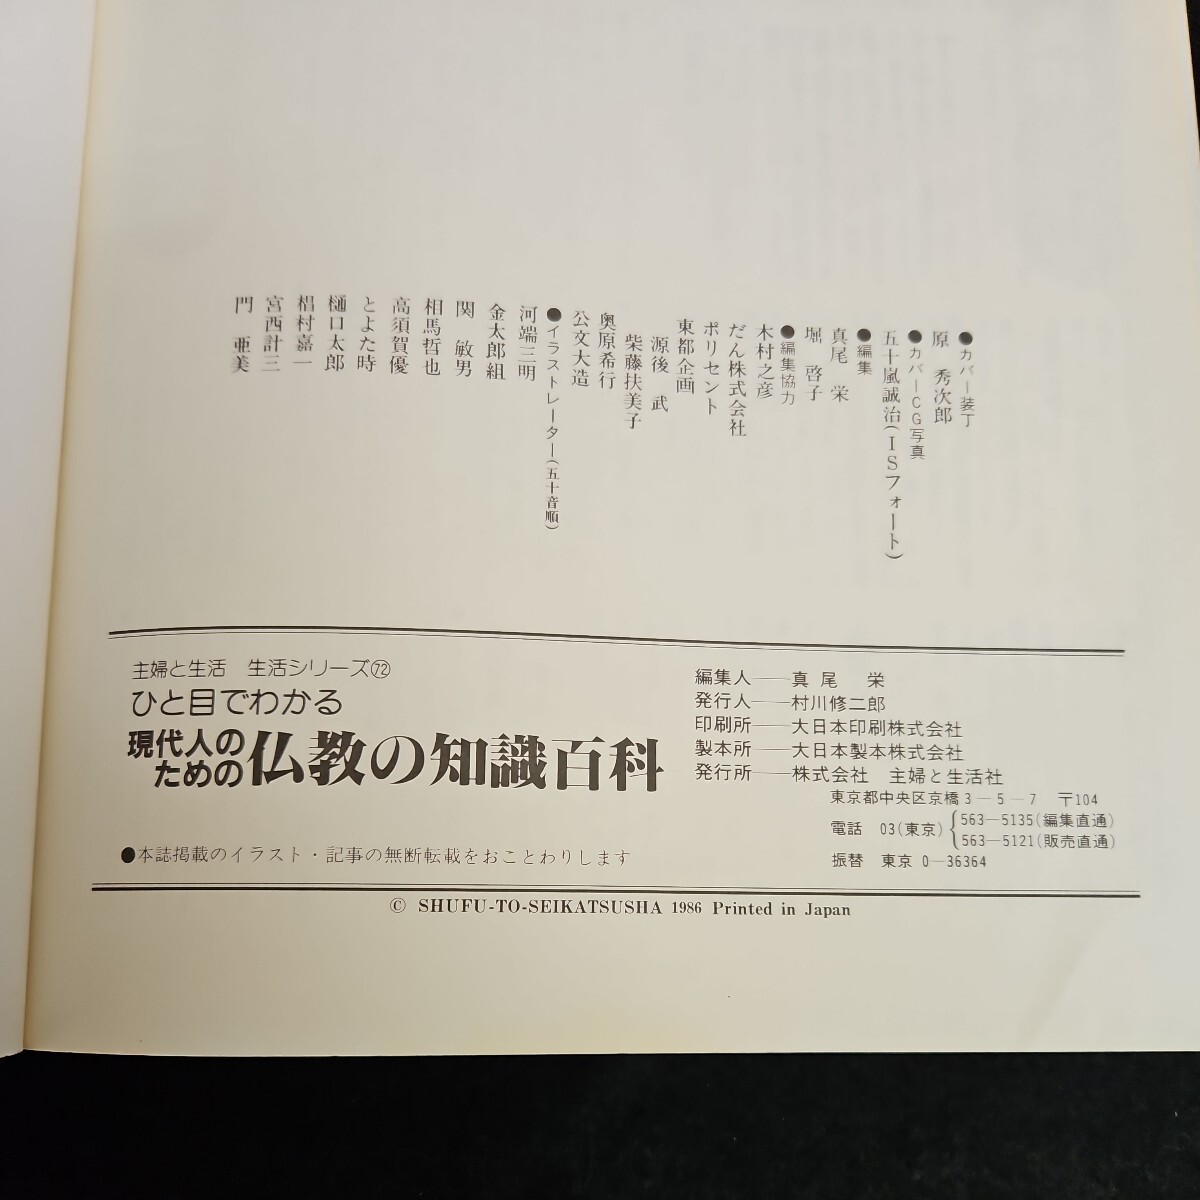 ●カバー装丁
原　秀次郎
●カバーCG写真
五十嵐誠治(ISフォート)
●編集
真尾　栄
堀　啓子
●編集協力
木村之彦
だん株式会社
ポリセント
東都企画
源後　武
柴藤扶美子
奥原希行
公文大造
●イラストレーター(五十音順)
河端三明
金太郎組
関　敏男
相馬哲也
高須賀優
とよた時
樋口太郎
椙村嘉一
宮西計三
門　亜美
主婦と生活　生活シリーズ72
ひと目でわかる
現代人のための仏教の知識百科
●本誌掲載のイラスト・記事の無断転載をおことわりします
編集人――真尾　栄
発行人――村川修二郎
印刷所――大日本印刷株式会社
製本所――大日本製本株式会社
発行所――株式会社　主婦と生活社
東京都中央区京橋3－5－7　〒104
電話　03(東京) 563－5135(編集直通)
563－5121(販売直通)
振替　東京 0－36364
© SHUFU-TO-SEIKATSUSHA 1986 Printed in Japan